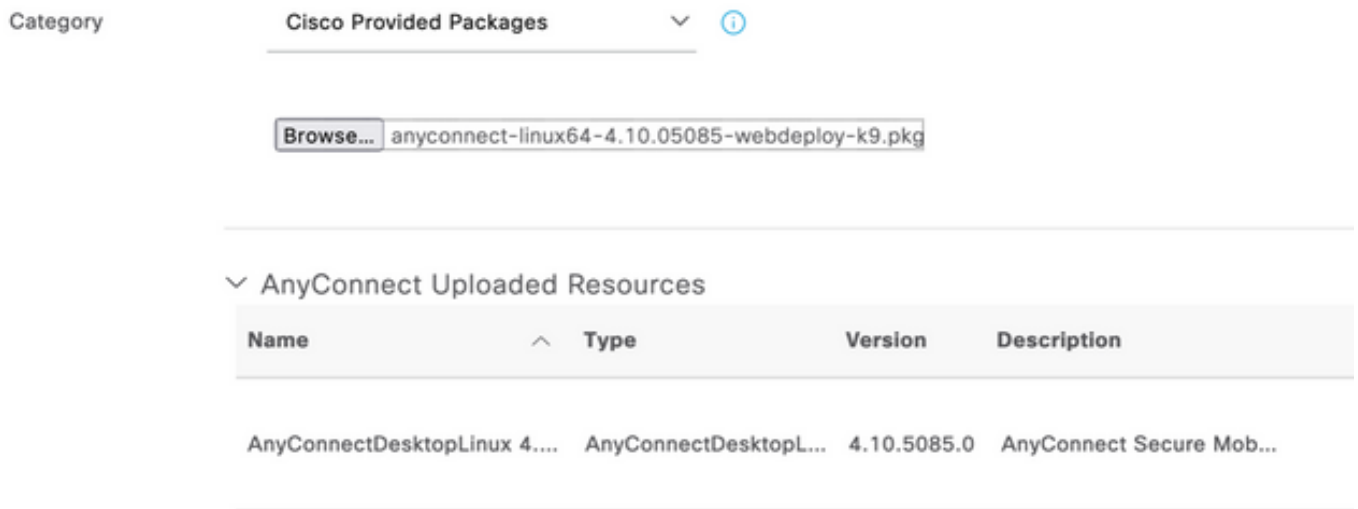 Category Cisco Provided Packages
Browse... anyconnect-linux64-4.10.05085-webdeploy-k9.pkg
AnyConnect Uploaded Resources
Name Type Version Description
AnyConnectDesktopLinux 4.... AnyConnectDesktopL... 4.10.5085.0 AnyConnect Secure Mob...